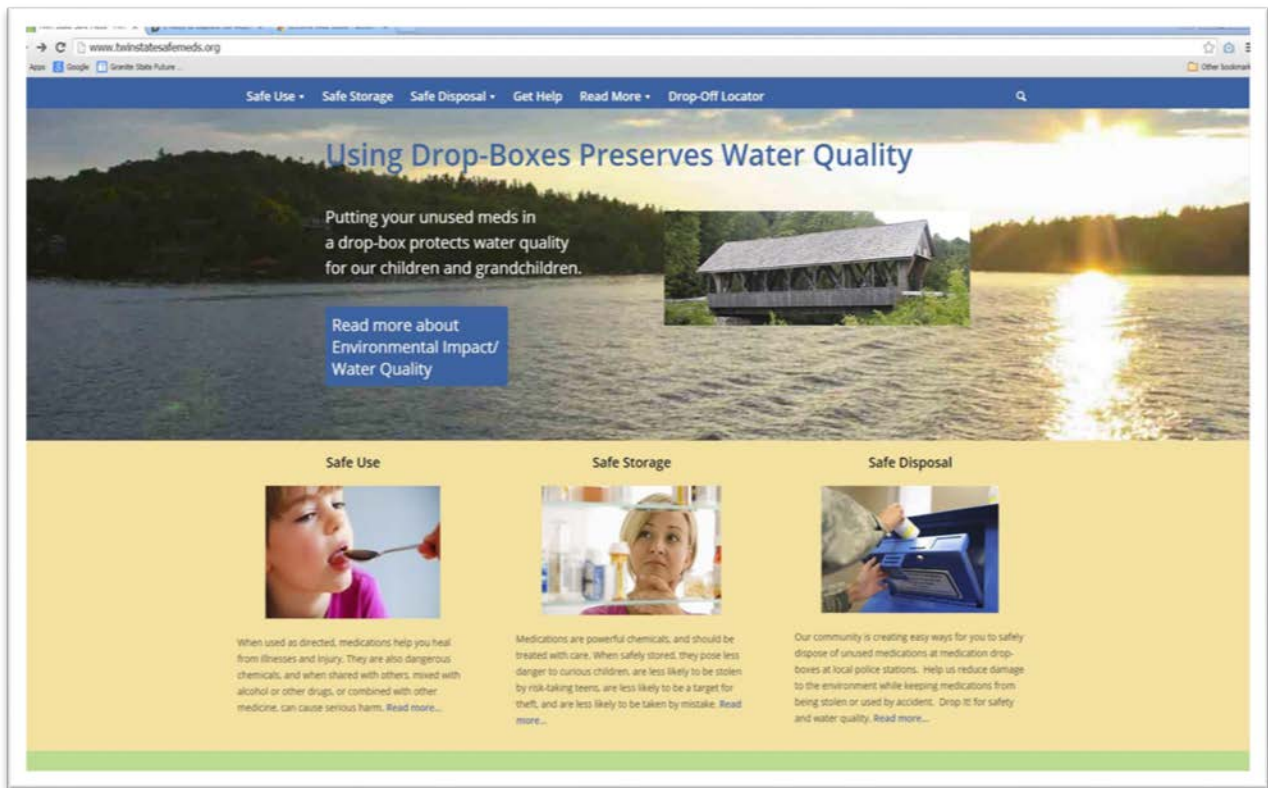 www.twinstatesafemeds.org
Apps Google Granite State Future ... Other bookmark
Safe Use Safe Storage Safe Disposal Get Help Read More Drop-Off Locator
Using Drop-Boxes Preserves Water Quality
Putting your unused meds in
a drop-box protects water quality
for our children and grandchildren.
Read more about
Environmental Impact/
Water Quality
Safe Use
When used as directed, medications help you heal
from illnesses and injury. They are also dangerous
chemicals, and when shared with others, mixed with
alcohol or other drugs, or combined with other
medicine, can cause serious harm. Read more...
Safe Storage
Medications are powerful chemicals, and should be
treated with care. When safely stored, they pose less
danger to curious children, are less likely to be stolen
by risk-taking teens, are less likely to be a target for
theft, and are less likely to be taken by mistake. Read
more...
Safe Disposal
Our community is creating easy ways for you to safely
dispose of unused medications at medication drop-
boxes at local police stations. Help us reduce damage
to the environment while keeping medications from
being stolen or used by accident. Drop it! for safety
and water quality. Read more...